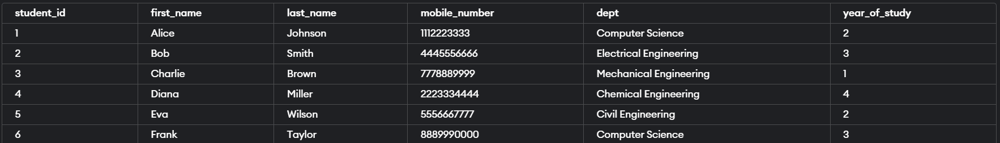 student_id first_name last_name mobile_number dept year_of_study
1 Alice Johnson 1112223333 Computer Science 2
2 Bob Smith 4445556666 Electrical Engineering 3
3 Charlie Brown 7778889999 Mechanical Engineering 1
4 Diana Miller 2223334444 Chemical Engineering 4
5 Eva Wilson 5556667777 Civil Engineering 2
6 Frank Taylor 8889990000 Computer Science 3